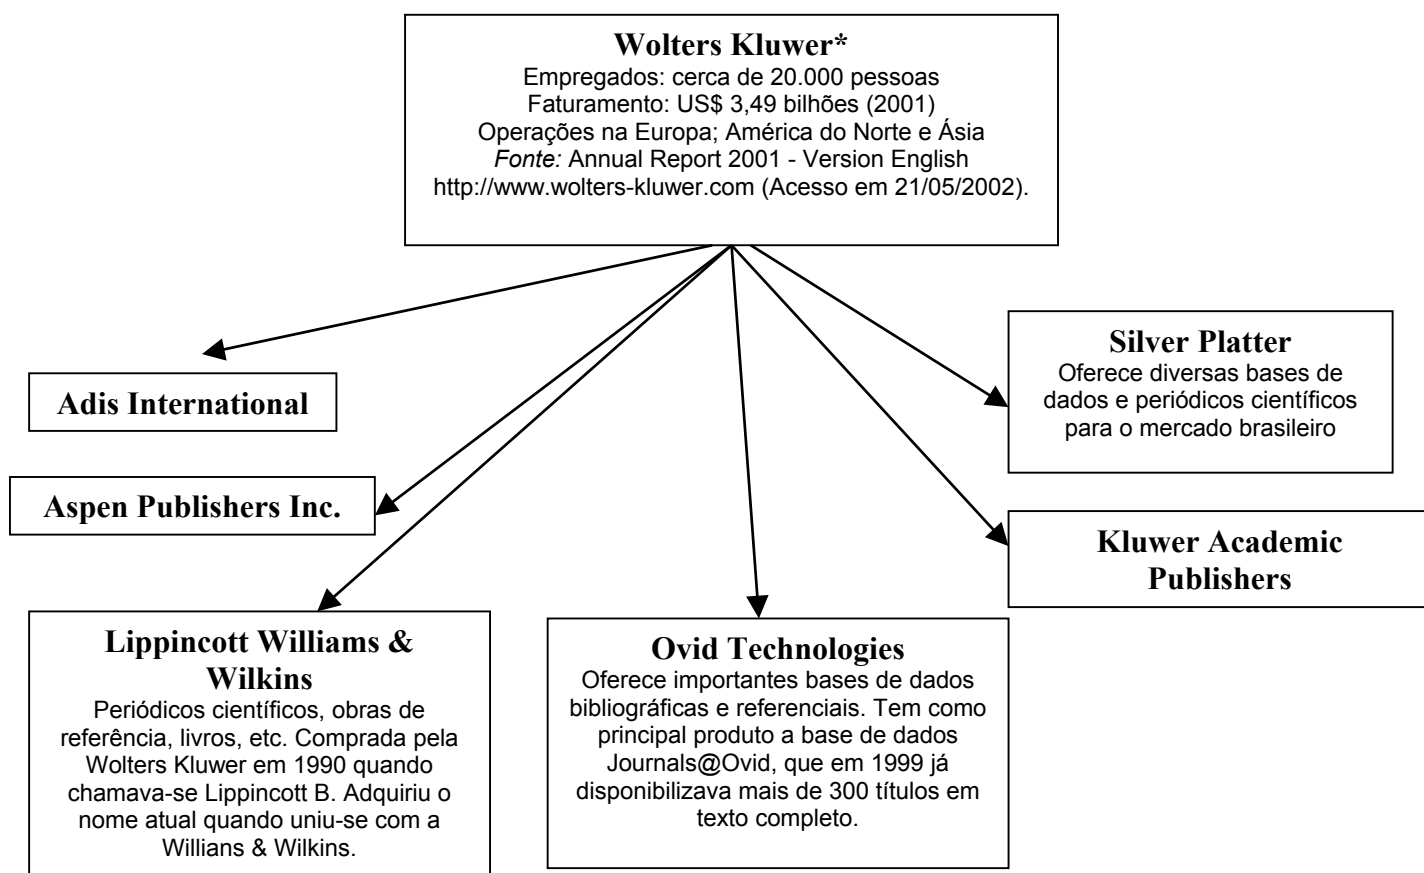 Wolters Kluwer*
Empregados: cerca de 20.000 pessoas
Faturamento: US$ 3,49 bilhões (2001)
Operações na Europa; América do Norte e Ásia
Fonte: Annual Report 2001 - Version English
http://www.wolters-kluwer.com (Acesso em 21/05/2002).
Adis International
Silver Platter
Oferece diversas bases de
dados e periódicos científicos
para o mercado brasileiro
Aspen Publishers Inc.
Kluwer Academic
Publishers
Lippincott Williams &
Wilkins
Periódicos científicos, obras de
referência, livros, etc. Comprada pela
Wolters Kluwer em 1990 quando
chamava-se Lippincott B. Adquiriu o
nome atual quando uniu-se com a
Willians & Wilkins.
Ovid Technologies
Oferece importantes bases de dados
bibliográficas e referenciais. Tem como
principal produto a base de dados
Journals@Ovid, que em 1999 já
disponibilizava mais de 300 títulos em
texto completo.